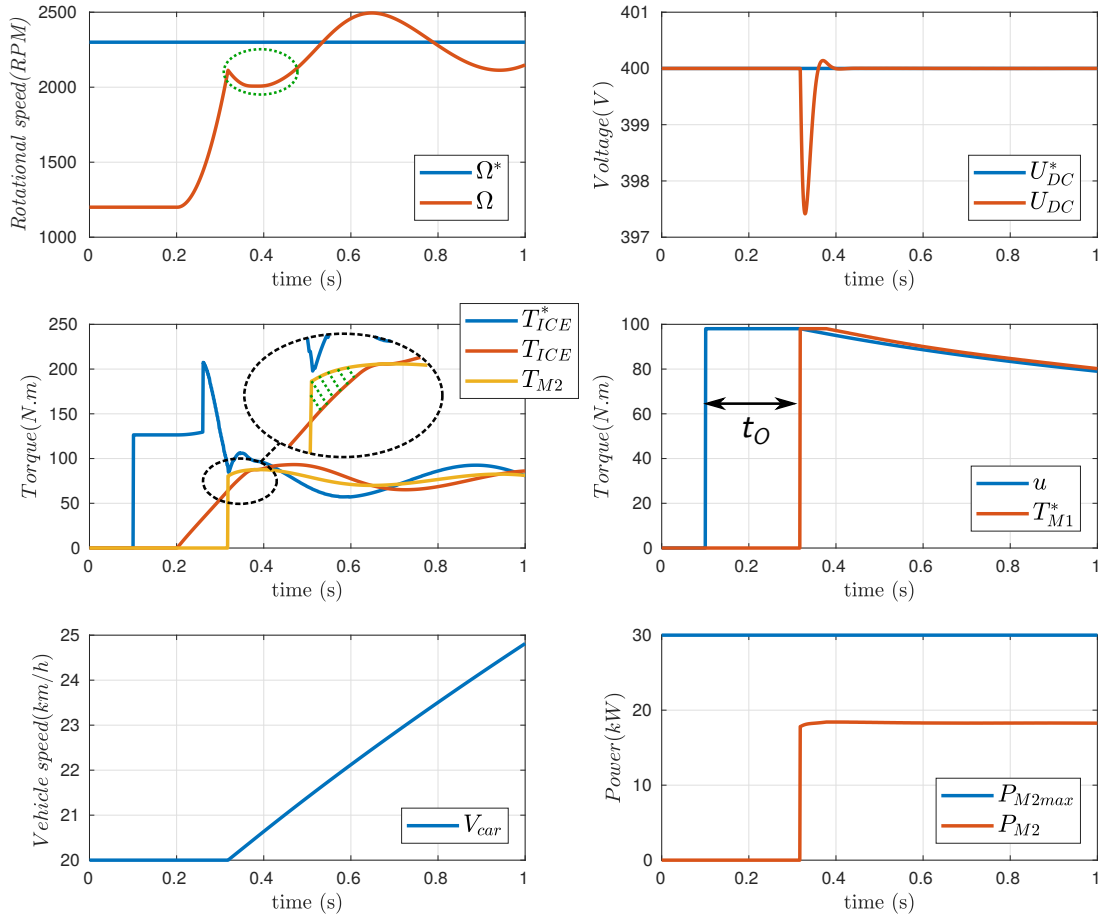 2500
2000
1500
1000
Rotational speed(RPM)
Ω*
Ω
0 0.2 0.4 0.6 0.8 1
time (s)
401
400
399
398
397
Voltage(V)
U*DC
UDC
0 0.2 0.4 0.6 0.8 1
time (s)
250
200
150
100
50
0
Torque(N.m)
T*ICE
TICE
TM2
0 0.2 0.4 0.6 0.8 1
time (s)
100
80
60
40
20
0
Torque(N.m)
tO
u
T*M1
0 0.2 0.4 0.6 0.8 1
time (s)
25
24
23
22
21
20
Vehicle speed(km/h)
Vcar
0 0.2 0.4 0.6 0.8 1
time (s)
30
20
10
0
Power(kW)
PM2max
PM2
0 0.2 0.4 0.6 0.8 1
time (s)